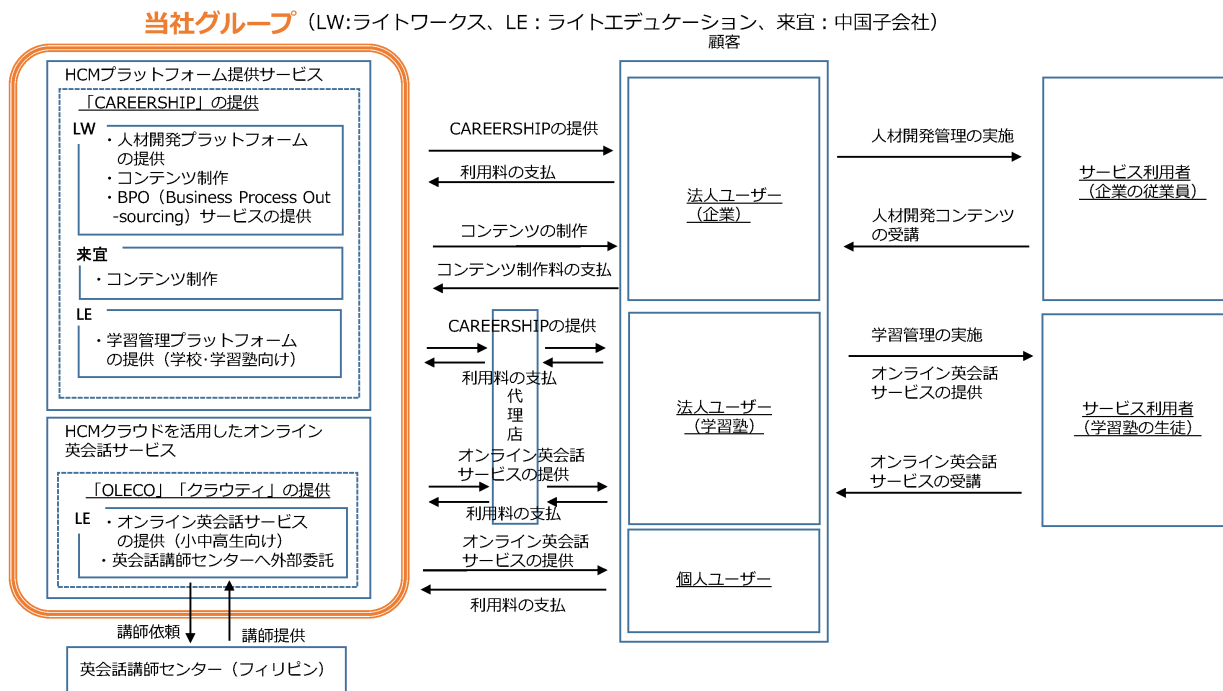 当社グループ（LW:ライトワークス、LE：ライトエデュケーション、来宜：中国子会社）
HCMプラットフォーム提供サービス
「CAREERSHIP」の提供
LW
・人材開発プラットフォーム
の提供
・コンテンツ制作
・BPO（Business Process Out
-sourcing）サービスの提供
来宜
・コンテンツ制作
LE
・学習管理プラットフォーム
の提供（学校･学習塾向け）
HCMクラウドを活用したオンライン
英会話サービス
「OLECO」「クラウティ」の提供
LE
・オンライン英会話サービス
の提供（小中高生向け）
・英会話講師センターへ外部委託
講師依頼
講師提供
英会話講師センター（フィリピン）
CAREERSHIPの提供
利用料の支払
コンテンツの制作
コンテンツ制作料の支払
CAREERSHIPの提供
利用料の支払
代
理
店
オンライン英会話
サービスの提供
利用料の支払
オンライン英会話
サービスの提供
利用料の支払
顧客
法人ユーザー
（企業）
法人ユーザー
（学習塾）
個人ユーザー
人材開発管理の実施
人材開発コンテンツ
の受講
学習管理の実施
オンライン英会話
サービスの提供
オンライン英会話
サービスの受講
サービス利用者
（企業の従業員）
サービス利用者
（学習塾の生徒）